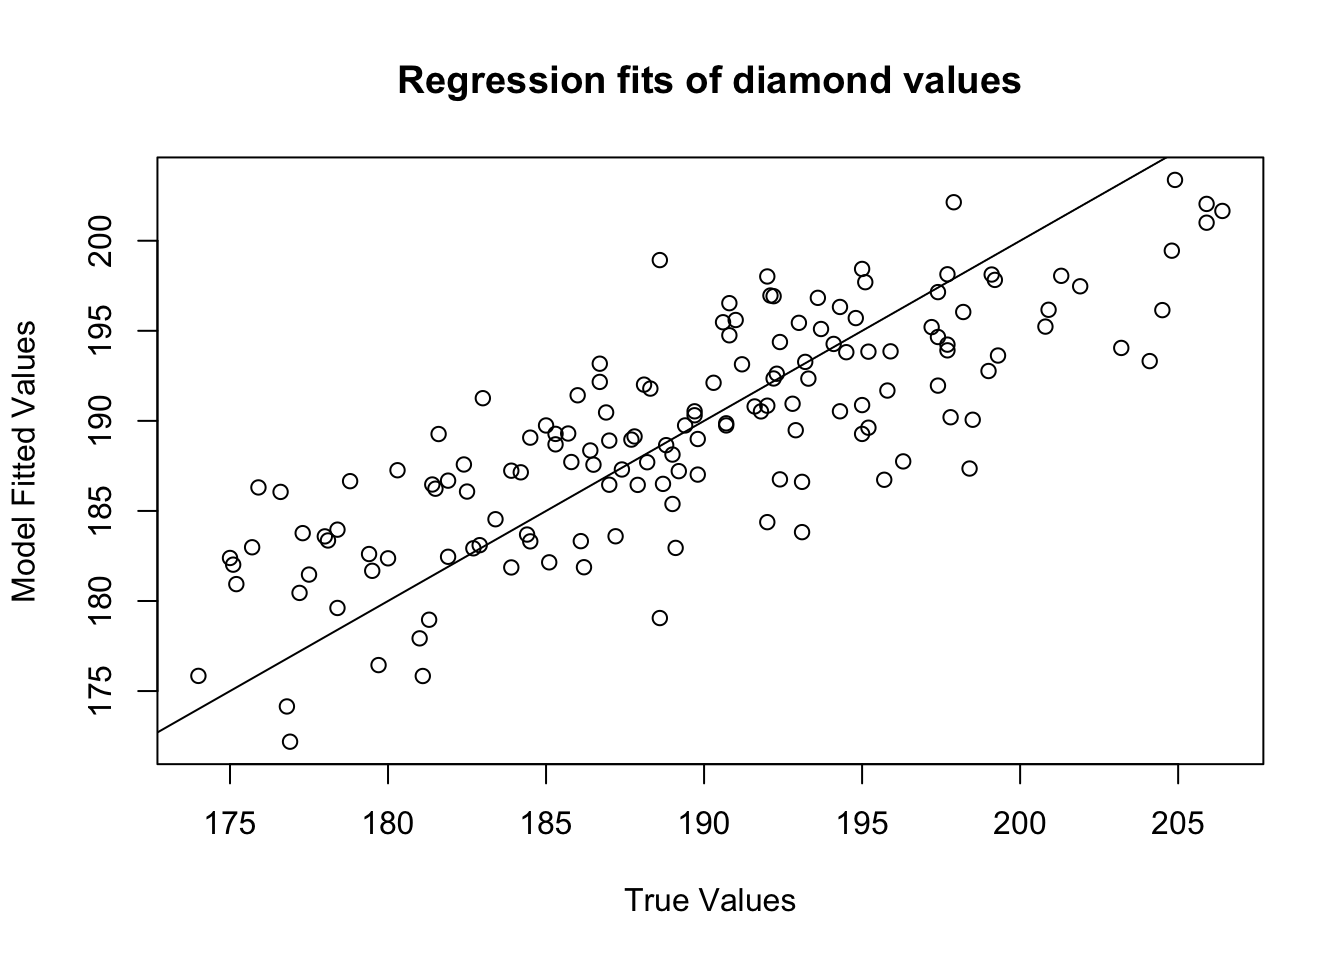 Regression fits of diamond values
Model Fitted Values
200
195
190
185
180
175
175 180 185 190 195 200 205
True Values